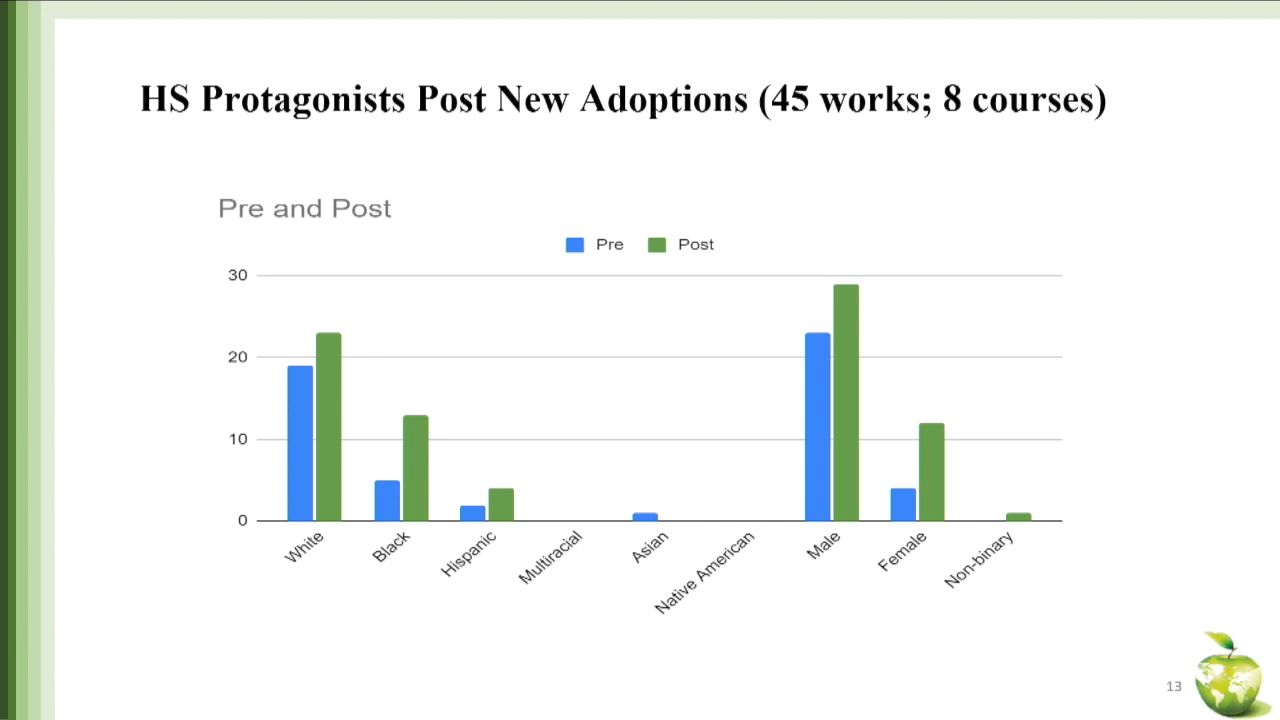 HS Protagonists Post New Adoptions (45 works; 8 courses)
Pre and Post
Pre Post
30
20
10
0
White Black Hispanic Multiracial Asian Native American Male Female Non-binary
13